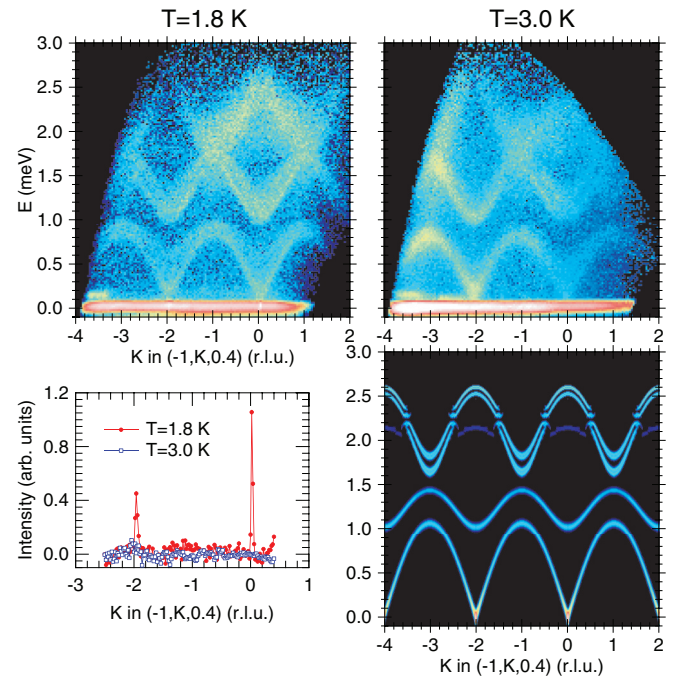 T=1.8 K
T=3.0 K
E (meV)
3.0
2.5
2.0
1.5
1.0
0.5
0.0
-4 -3 -2 -1 0 1 2
K in (-1,K,0.4) (r.l.u.)
-4 -3 -2 -1 0 1 2
K in (-1,K,0.4) (r.l.u.)
Intensity (arb. units)
1.2
0.8
0.4
0.0
T=1.8 K
T=3.0 K
-3 -2 -1 0 1
K in (-1,K,0.4) (r.l.u.)
3.0
2.5
2.0
1.5
1.0
0.5
0.0
-4 -3 -2 -1 0 1 2
K in (-1,K,0.4) (r.l.u.)